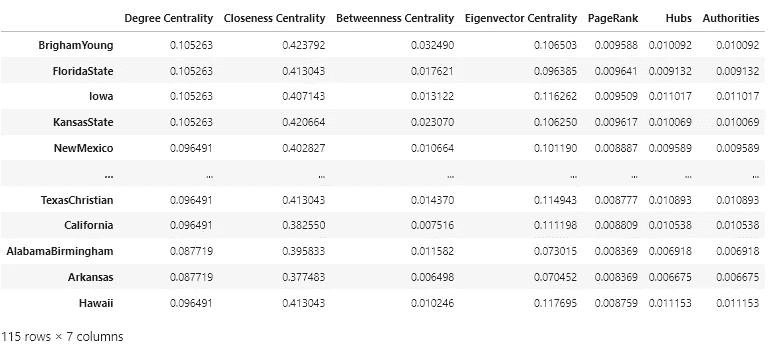 Degree Centrality Closeness Centrality Betweenness Centrality Eigenvector Centrality PageRank Hubs Authorities
BrighamYoung 0.105263 0.423792 0.032490 0.106503 0.009588 0.010092 0.010092
FloridaState 0.105263 0.413043 0.017621 0.096385 0.009641 0.009132 0.009132
Iowa 0.105263 0.407143 0.013122 0.116262 0.009509 0.011017 0.011017
KansasState 0.105263 0.420664 0.023070 0.106250 0.009617 0.010069 0.010069
NewMexico 0.096491 0.402827 0.010664 0.101190 0.008887 0.009589 0.009589
... ... ... ... ... ... ... ...
TexasChristian 0.096491 0.413043 0.014370 0.114943 0.008777 0.010893 0.010893
California 0.096491 0.382550 0.007516 0.111198 0.008809 0.010538 0.010538
AlabamaBirmingham 0.087719 0.395833 0.011582 0.073015 0.008369 0.006918 0.006918
Arkansas 0.087719 0.377483 0.006498 0.070452 0.008369 0.006675 0.006675
Hawaii 0.096491 0.413043 0.010246 0.117695 0.008759 0.011153 0.011153
115 rows × 7 columns